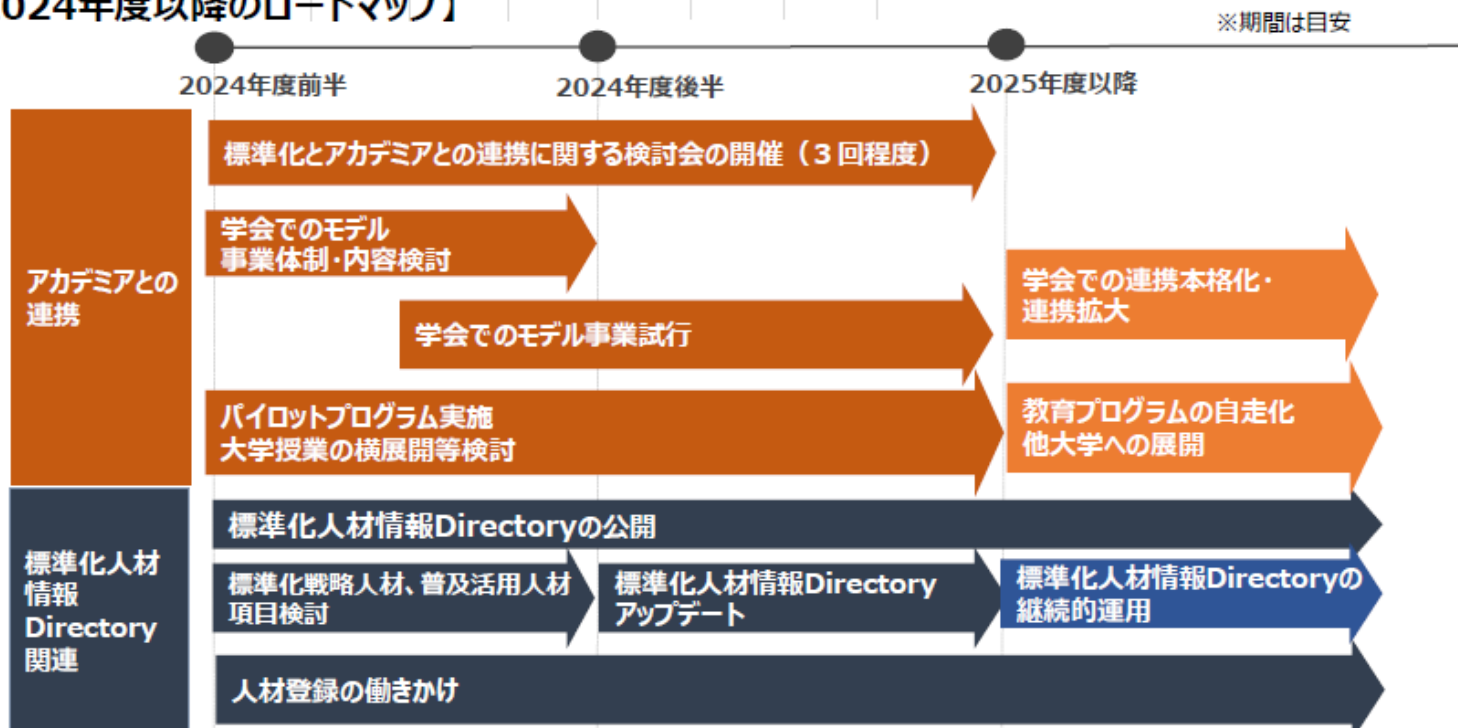 024年度以降のロードマップ】
※期間は目安
2024年度前半
2024年度後半
2025年度以降
アカデミアとの
連携
標準化とアカデミアとの連携に関する検討会の開催（３回程度）
学会でのモデル
事業体制・内容検討
学会でのモデル事業試行
学会での連携本格化・
連携拡大
パイロットプログラム実施
大学授業の横展開等検討
教育プログラムの自走化
他大学への展開
標準化人材
情報
Directory
関連
標準化人材情報Directoryの公開
標準化戦略人材、普及活用人材
項目検討
標準化人材情報Directory
アップデート
標準化人材情報Directoryの
継続的運用
人材登録の働きかけ